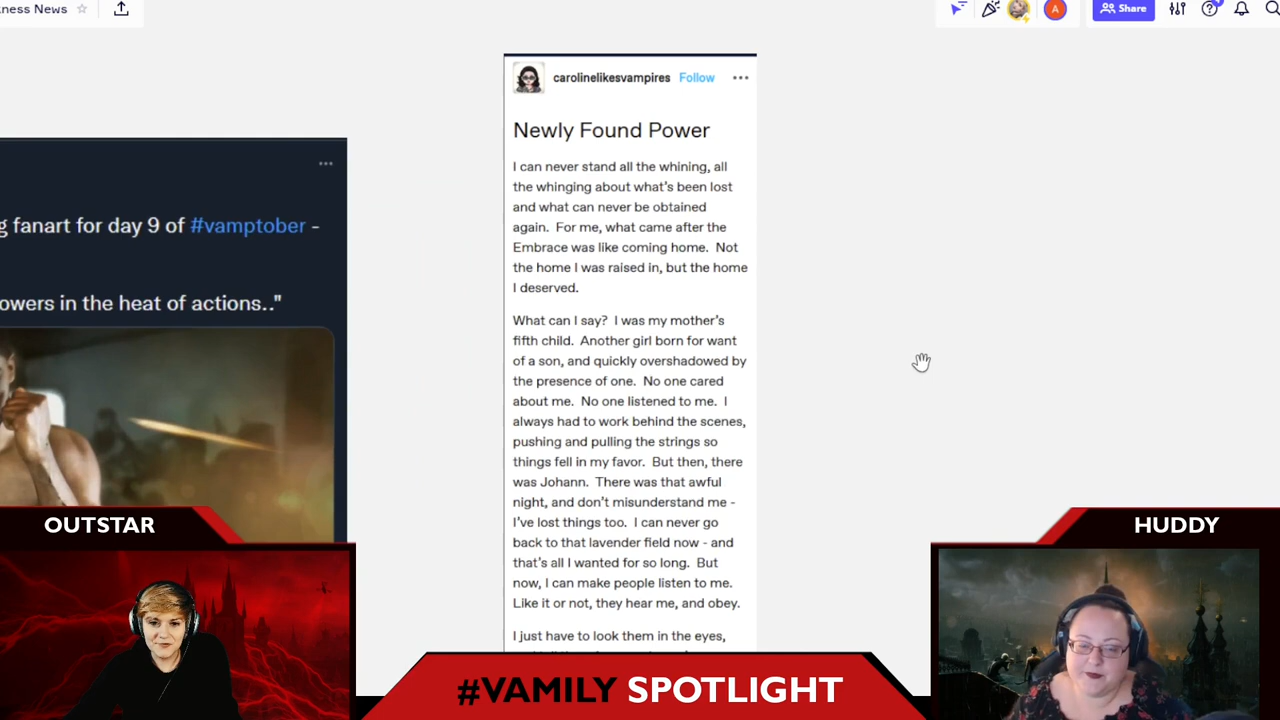 ness News
Share
A
carolinelikesvampires Follow
Newly Found Power
I can never stand all the whining, all
the whinging about what's been lost
and what can never be obtained
again. For me, what came after the
Embrace was like coming home. Not
the home I was raised in, but the home
I deserved.
What can I say? I was my mother's
fifth child. Another girl born for want
of a son, and quickly overshadowed by
the presence of one. No one cared
about me. No one listened to me. I
always had to work behind the scenes,
pushing and pulling the strings so
things fell in my favor. But then, there
was Johann. There was that awful
night, and don't misunderstand me -
I've lost things too. I can never go
back to that lavender field now - and
that's all I wanted for so long. But
now, I can make people listen to me.
Like it or not, they hear me, and obey.
I just have to look them in the eyes,
g fanart for day 9 of #vamptober -
owers in the heat of actions.."
OUTSTAR
HUDDY
#VAMILY SPOTLIGHT